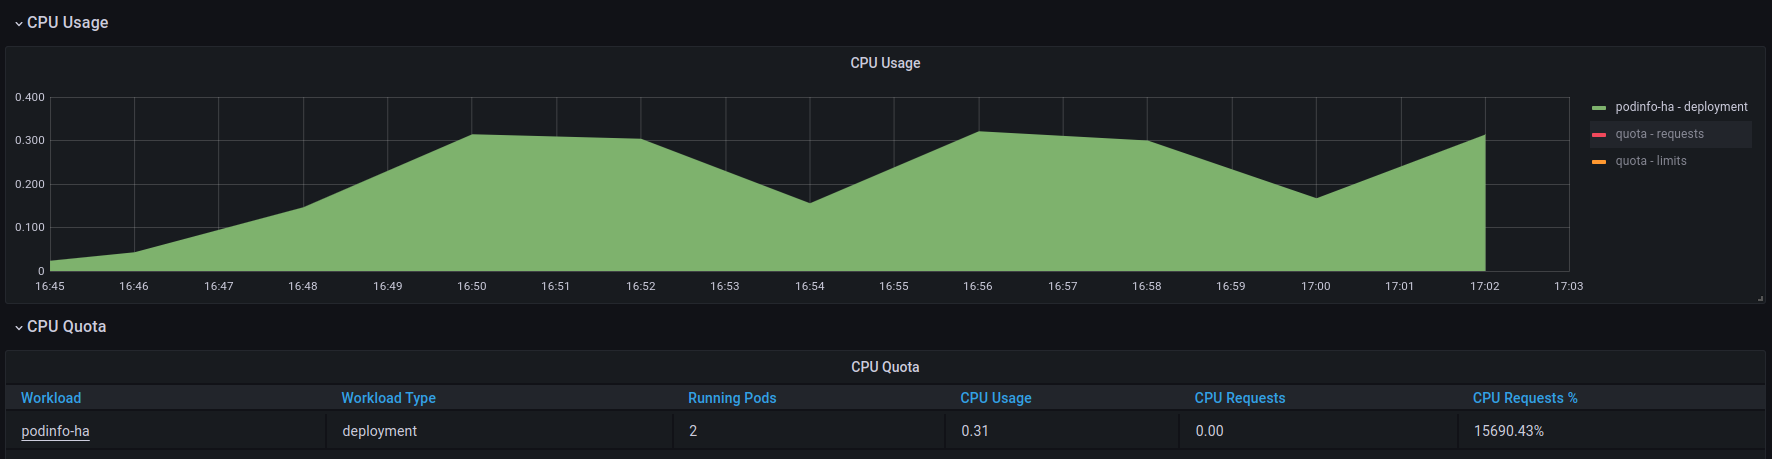 CPU Usage
CPU Usage
0.400
0.300
0.200
0.100
0
16:45 16:46 16:47 16:48 16:49 16:50 16:51 16:52 16:53 16:54 16:55 16:56 16:57 16:58 16:59 17:00 17:01 17:02 17:03
podinfo-ha - deployment
quota - requests
quota - limits
CPU Quota
CPU Quota
Workload Workload Type Running Pods CPU Usage CPU Requests CPU Requests %
podinfo-ha deployment 2 0.31 0.00 15690.43%